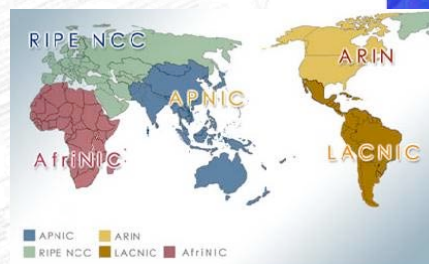 RIPE NCC
ARIN
APNIC
AfriNIC
LACNIC
APNIC ARIN
RIPE NCC LACNIC AfriNIC